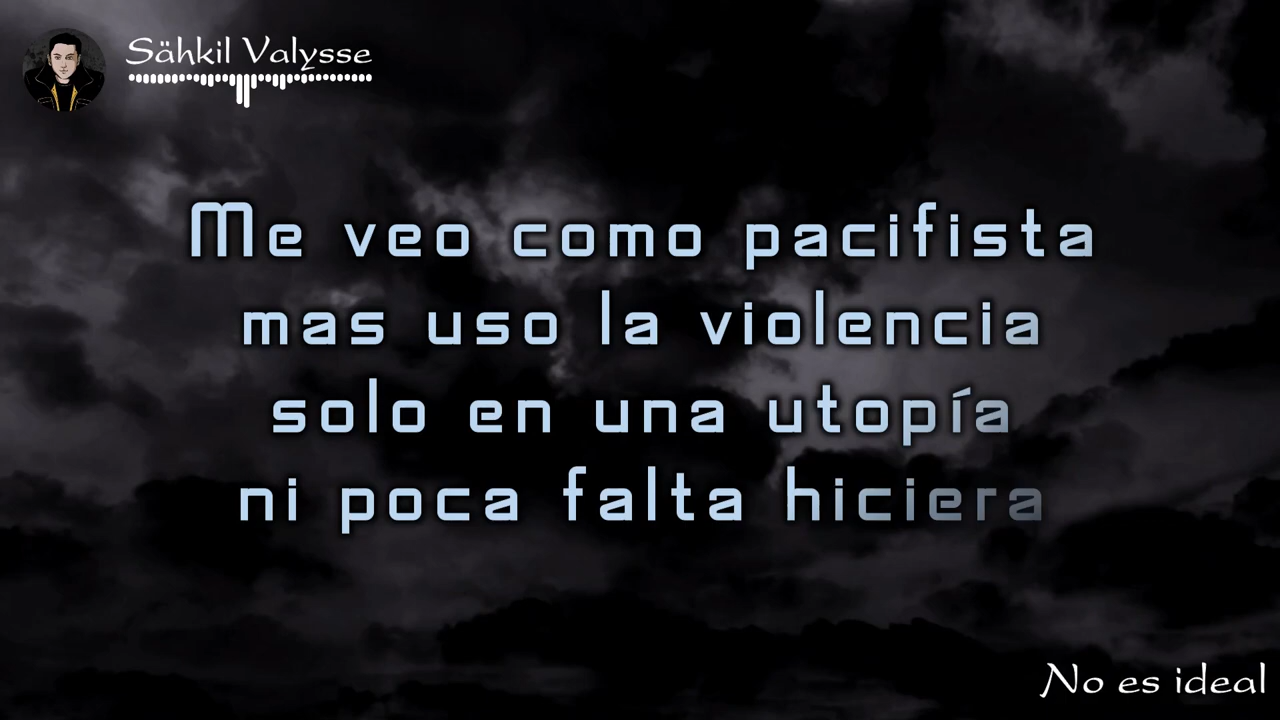 Sähkil Valysse
Me veo como pacifista
mas uso la violencia
solo en una utopía
ni poca falta hiciera
No es ideal